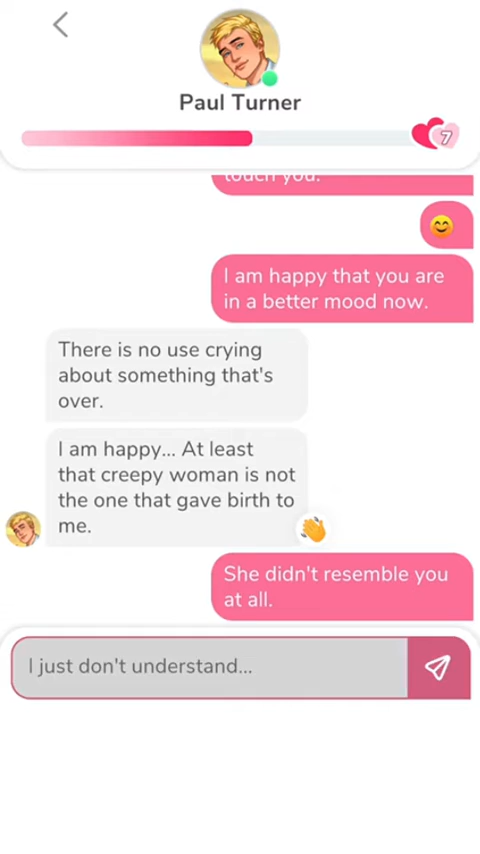 Paul Turner
7
touch you.
😊
I am happy that you are
in a better mood now.
There is no use crying
about something that's
over.
I am happy... At least
that creepy woman is not
the one that gave birth to
me.
👏
She didn't resemble you
at all.
I just don't understand...